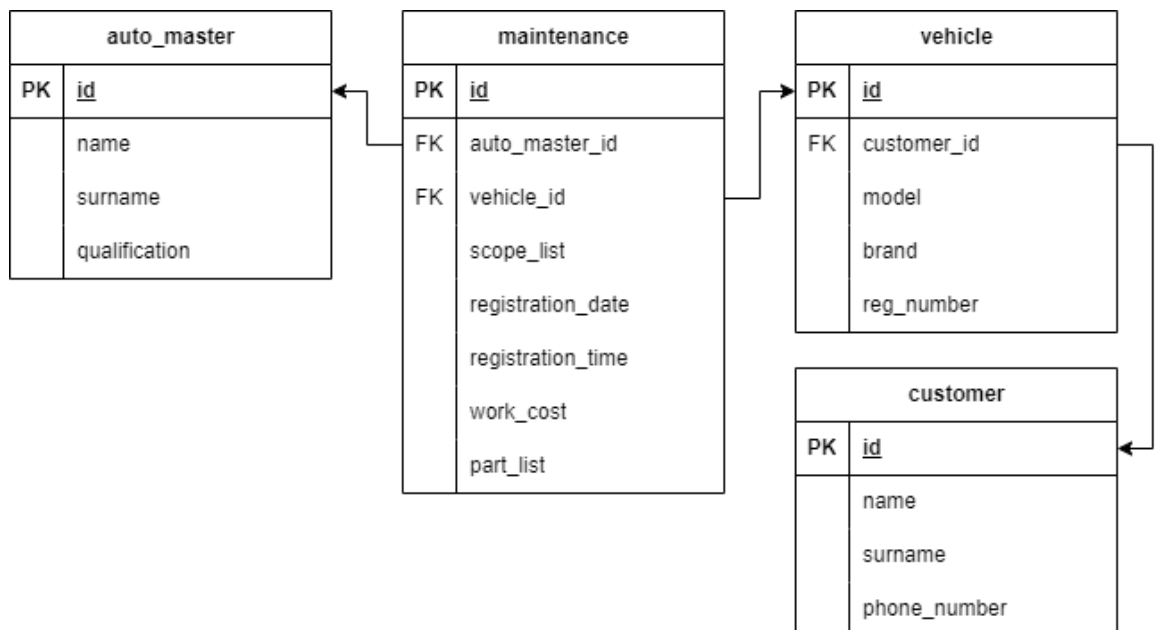 auto_master
PK id
name
surname
qualification
maintenance
PK id
FK auto_master_id
FK vehicle_id
scope_list
registration_date
registration_time
work_cost
part_list
vehicle
PK id
FK customer_id
model
brand
reg_number
customer
PK id
name
surname
phone_number